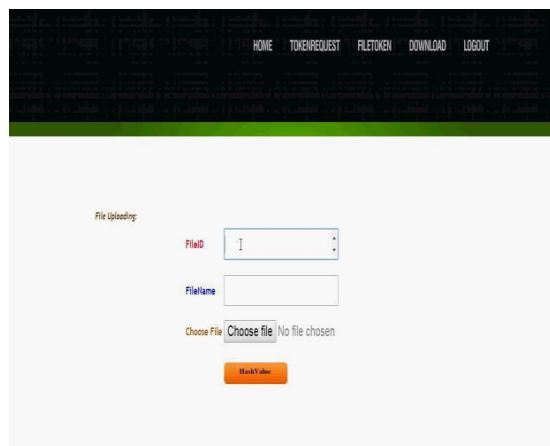 HOME TOKENREQUEST FILETOKEN DOWNLOAD LOGOUT
File Uploading:
FileID
FileName
Choose File Choose file No file chosen
HashValue